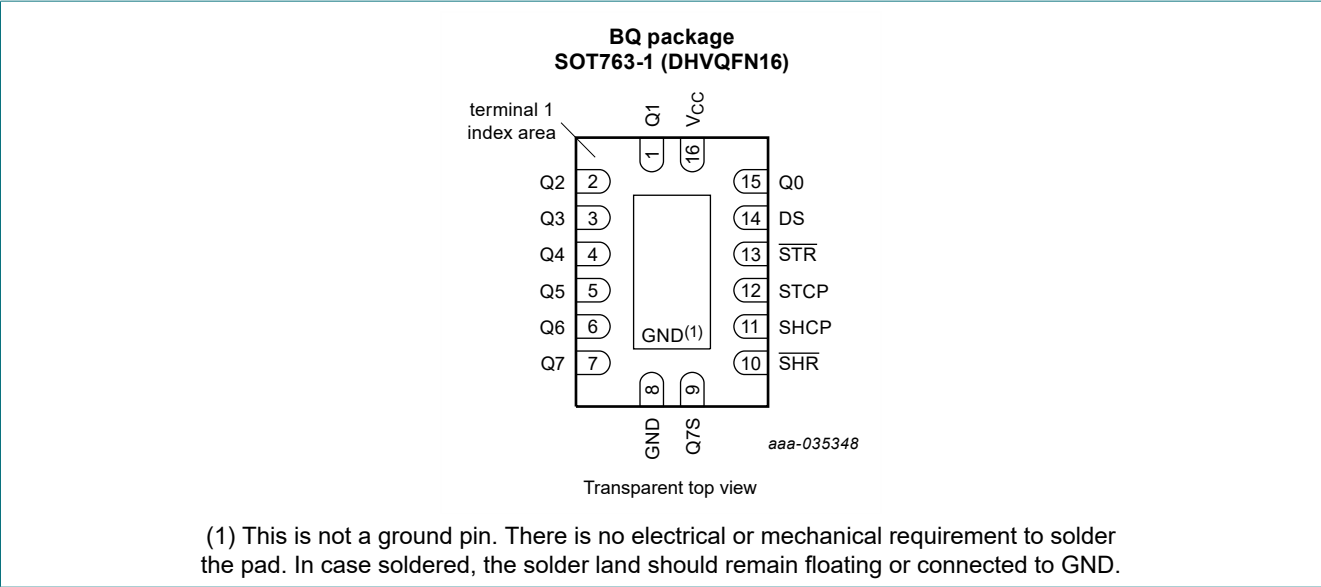 BQ package
SOT763-1 (DHVQFN16)
terminal 1
index area
Q1
VCC
1
16
Q2 2
15 Q0
Q3 3
14 DS
Q4 4
13 S̅T̅R̅
Q5 5
12 STCP
Q6 6
11 SHCP
GND(1)
Q7 7
10 S̅H̅R̅
8
9
GND
Q7S
aaa-035348
Transparent top view
(1) This is not a ground pin. There is no electrical or mechanical requirement to solder
the pad. In case soldered, the solder land should remain floating or connected to GND.